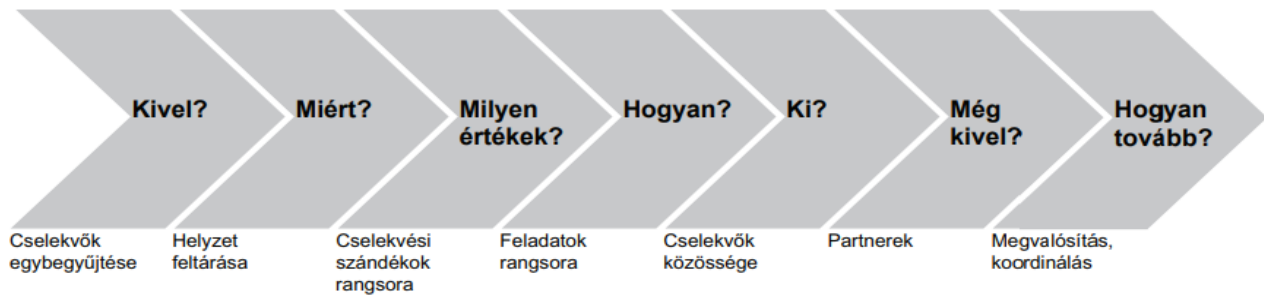 Kivel?
Miért?
Milyen
értékek?
Hogyan?
Ki?
Még
kivel?
Hogyan
tovább?
Cselekvők
egybegyűjtése
Helyzet
feltárása
Cselekvési
szándékok
rangsora
Feladatok
rangsora
Cselekvők
közössége
Partnerek
Megvalósítás,
koordinálás